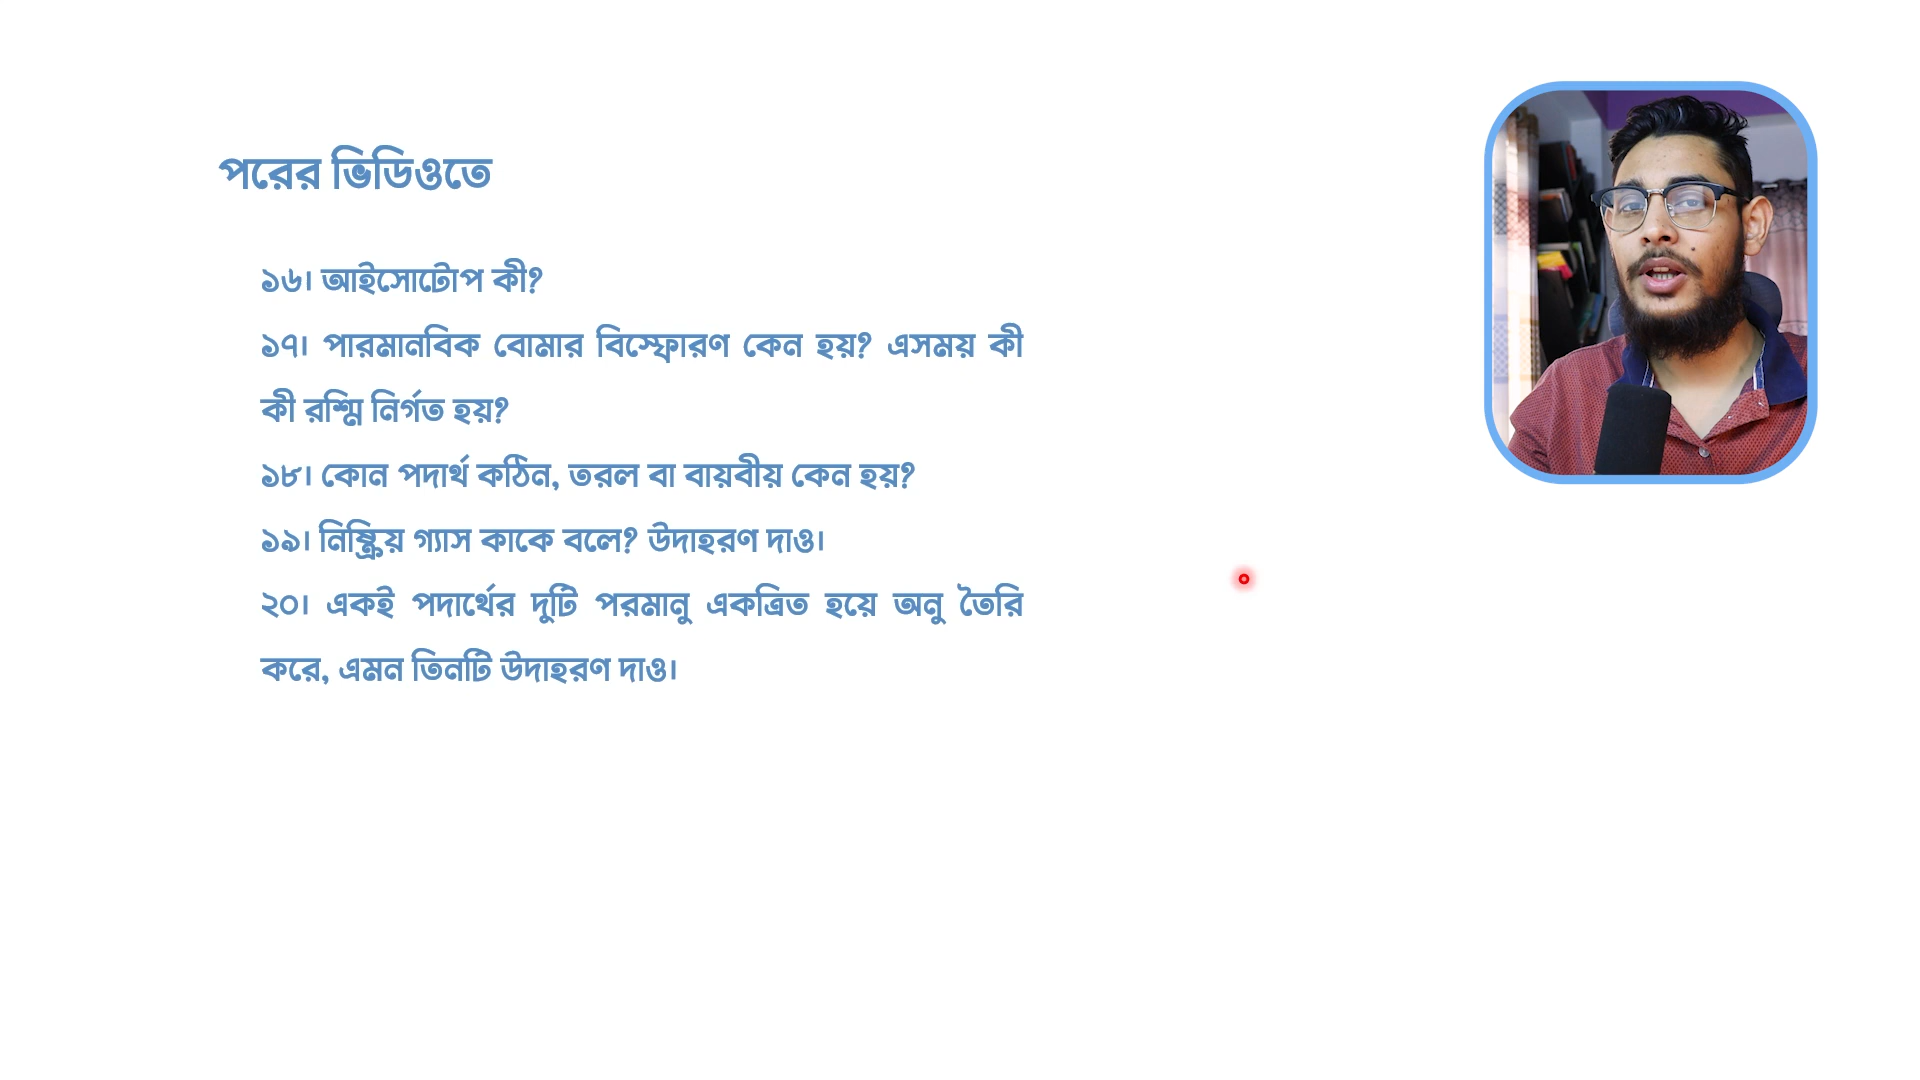 পরের ভিডিওতে
১৬। আইসোটোপ কী?
১৭। পারমানবিক বোমার বিস্ফোরণ কেন হয়? এসময় কী
কী রশ্মি নির্গত হয়?
১৮। কোন পদার্থ কঠিন, তরল বা বায়বীয় কেন হয়?
১৯। নিষ্ক্রিয় গ্যাস কাকে বলে? উদাহরণ দাও।
২০। একই পদার্থের দুটি পরমানু একত্রিত হয়ে অনু তৈরি
করে, এমন তিনটি উদাহরণ দাও।